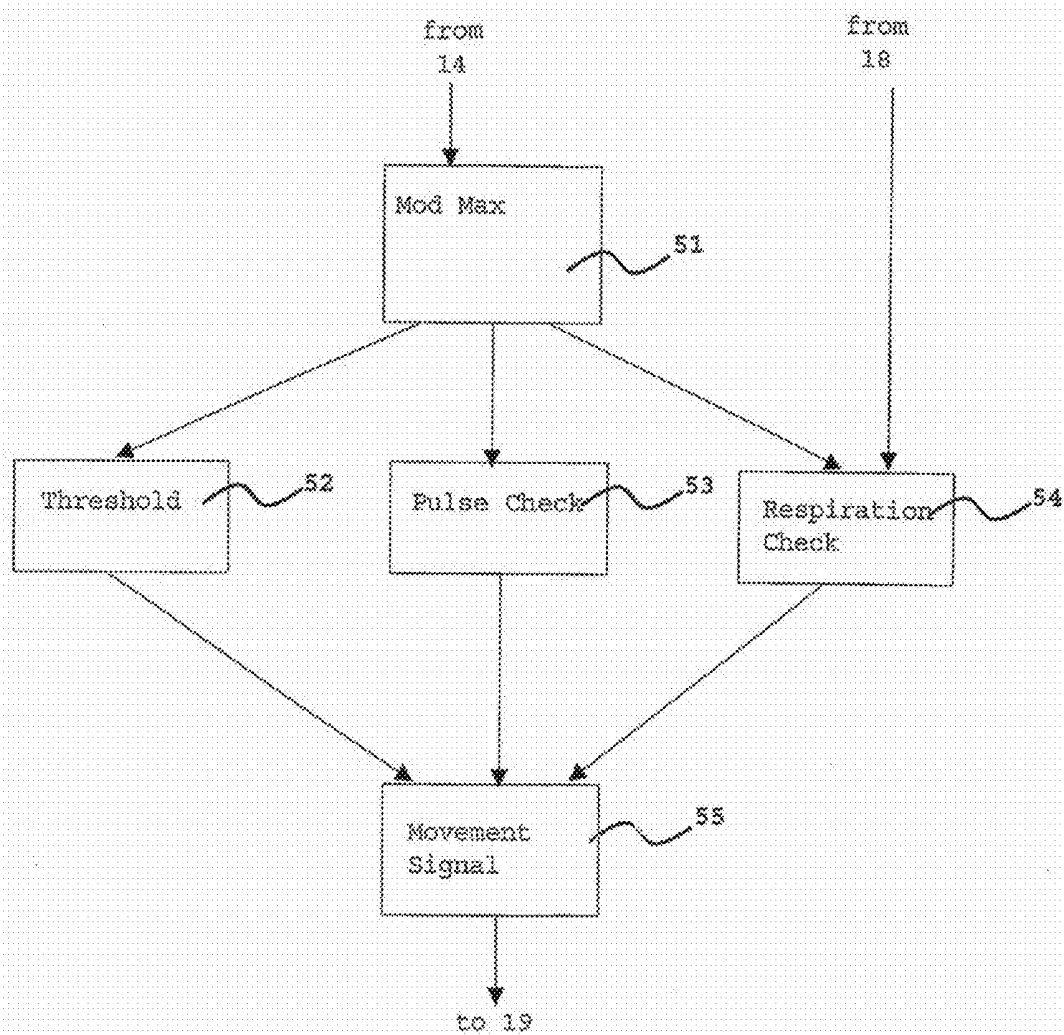 from
14
from
18
Mod Max
51
Threshold
52
Pulse Check
53
Respiration
Check
54
Movement
Signal
55
to 19